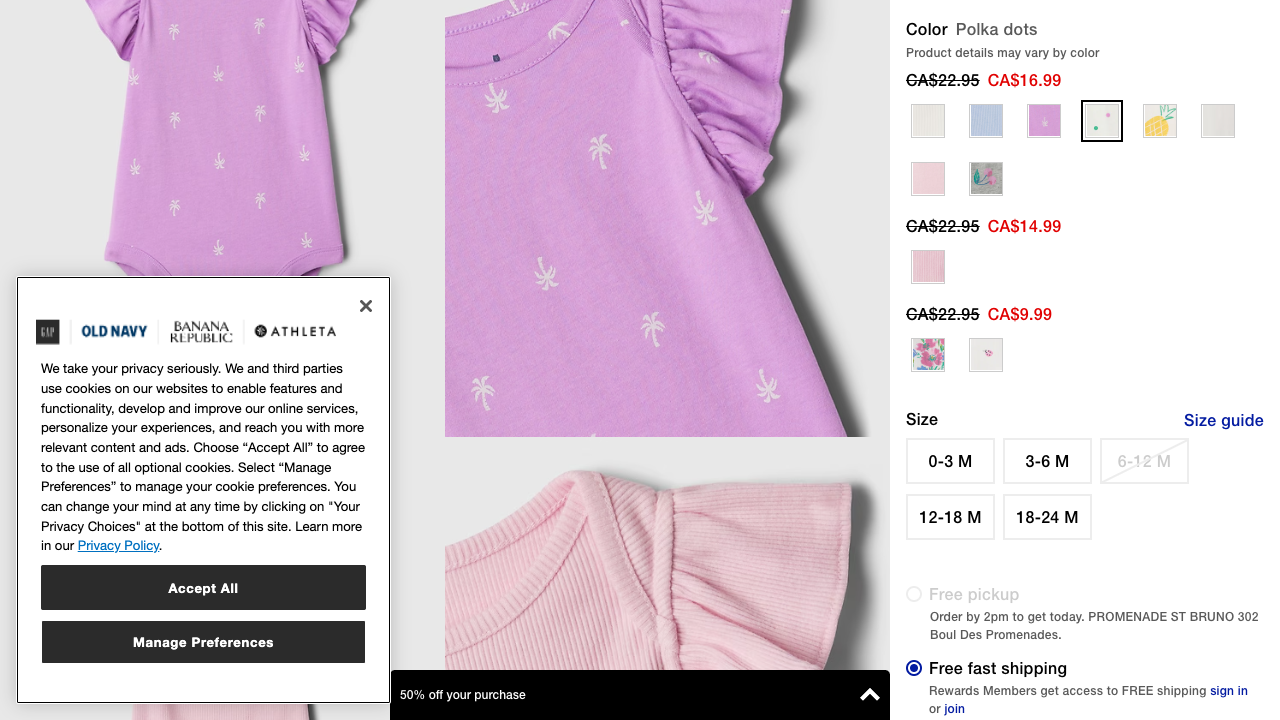 Color Polka dots
Product details may vary by color
CA$22.95 CA$16.99
CA$22.95 CA$14.99
CA$22.95 CA$9.99
Size
Size guide
0-3 M
3-6 M
6-12 M
12-18 M
18-24 M
Free pickup
Order by 2pm to get today. PROMENADE ST BRUNO 302
Boul Des Promenades.
Free fast shipping
Rewards Members get access to FREE shipping sign in
or join
GAP
OLD NAVY
BANANA
REPUBLIC
ATHLETA
We take your privacy seriously. We and third parties
use cookies on our websites to enable features and
functionality, develop and improve our online services,
personalize your experiences, and reach you with more
relevant content and ads. Choose “Accept All” to agree
to the use of all optional cookies. Select “Manage
Preferences” to manage your cookie preferences. You
can change your mind at any time by clicking on "Your
Privacy Choices" at the bottom of this site. Learn more
in our Privacy Policy.
Accept All
Manage Preferences
50% off your purchase